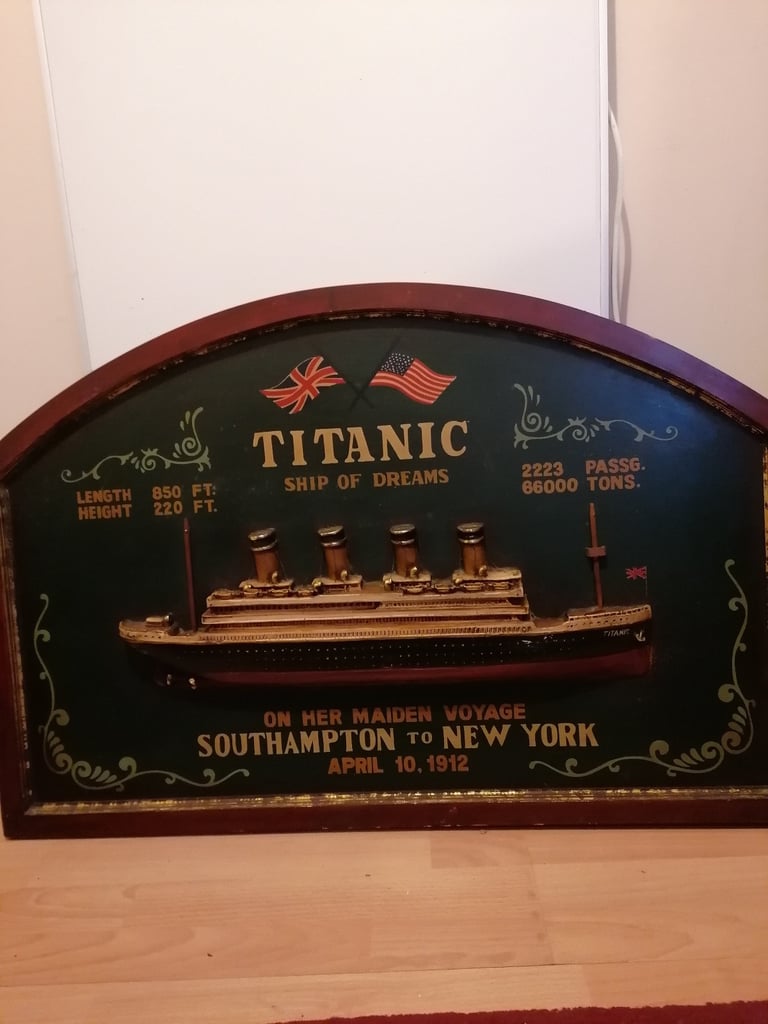 TITANIC
SHIP OF DREAMS
LENGTH 850 FT.
HEIGHT 220 FT.
2223 PASSG.
66000 TONS.
TITANIC
ON HER MAIDEN VOYAGE
SOUTHAMPTON TO NEW YORK
APRIL 10, 1912